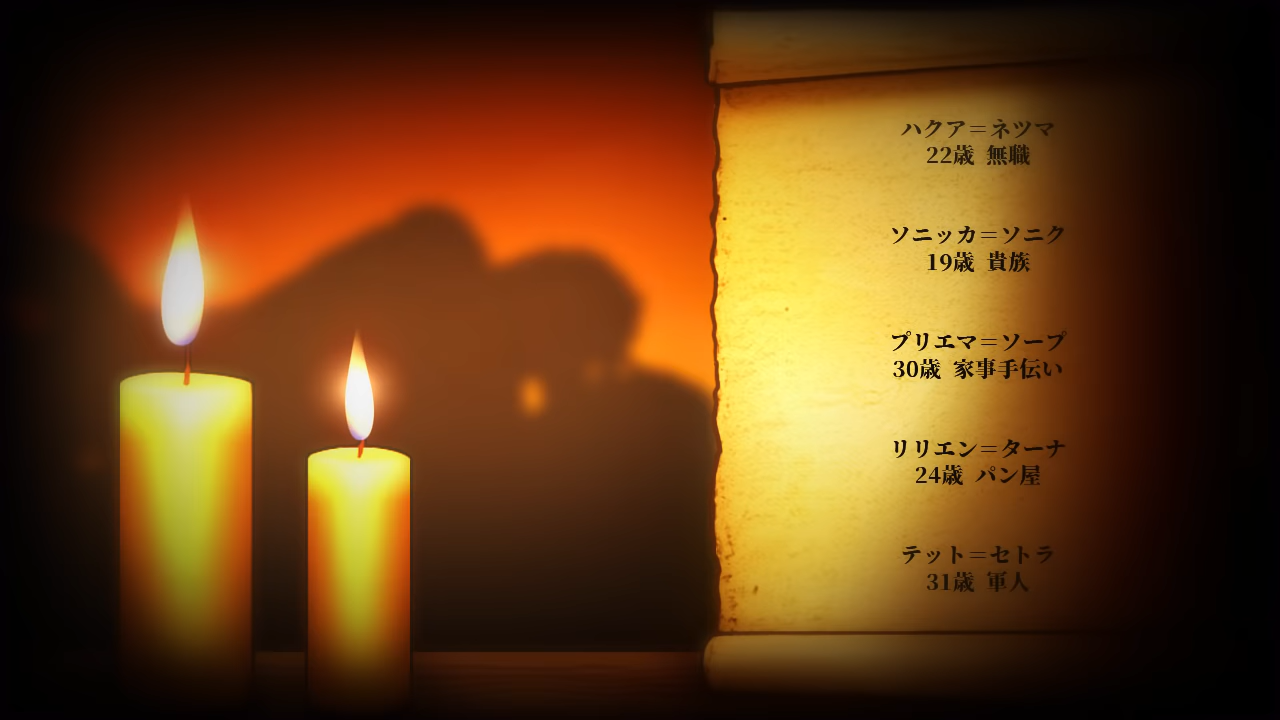 ハクア＝ネツマ
22歳 無職
ソニッカ＝ソニク
19歳 貴族
プリエマ＝ソープ
30歳 家事手伝い
リリエン＝ターナ
24歳 パン屋
テット＝セトラ
31歳 軍人